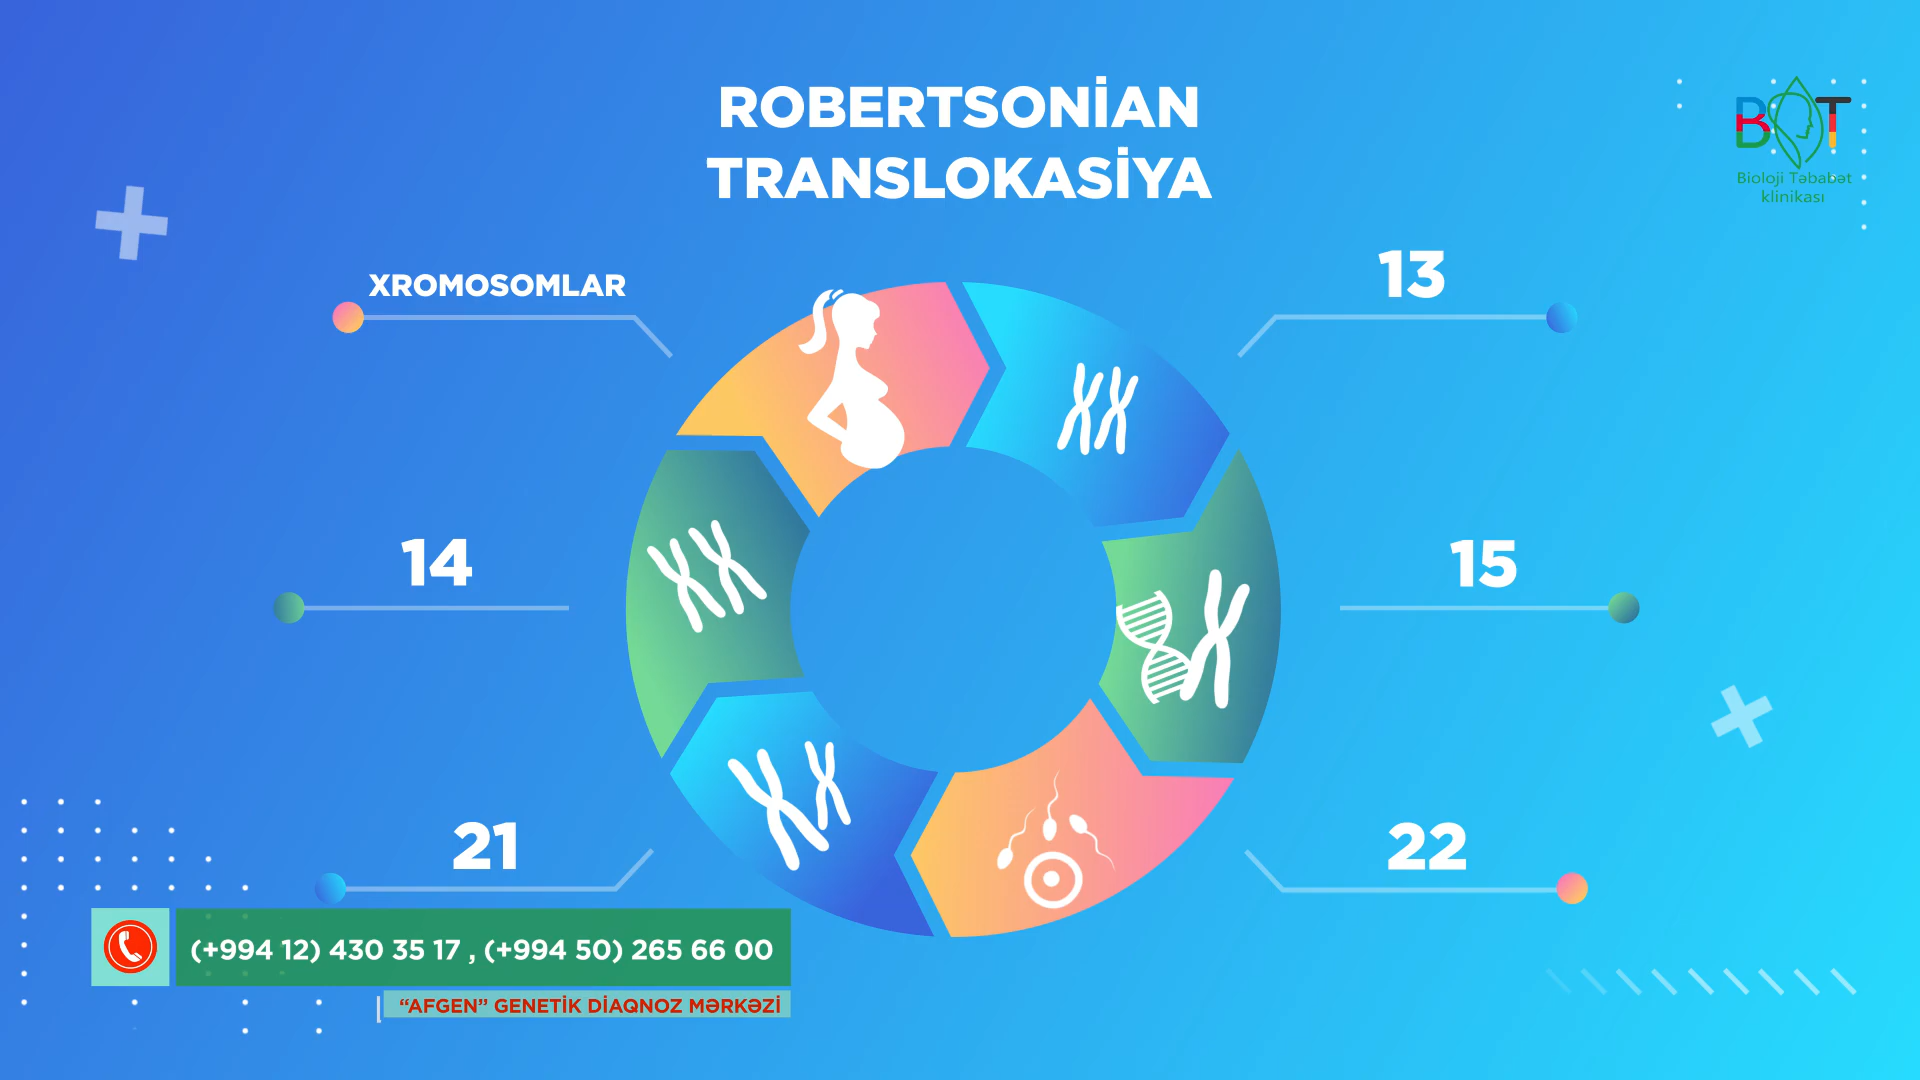 ROBERTSONİAN
TRANSLOKASİYA
BOT
Bioloji Təbabət
klinikası
XROMOSOMLAR
13
14
15
21
22
(+994 12) 430 35 17 , (+994 50) 265 66 00
“AFGEN” GENETİK DİAQNOZ MƏRKƏZİ